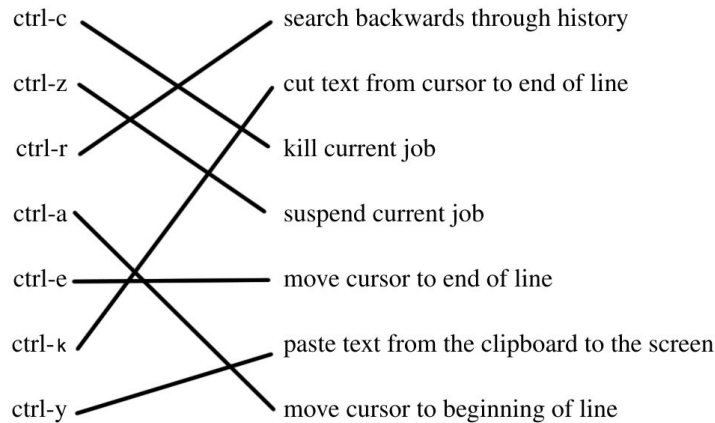 ctrl-c search backwards through history
ctrl-z cut text from cursor to end of line
ctrl-r kill current job
ctrl-a suspend current job
ctrl-e move cursor to end of line
ctrl-k paste text from the clipboard to the screen
ctrl-y move cursor to beginning of line